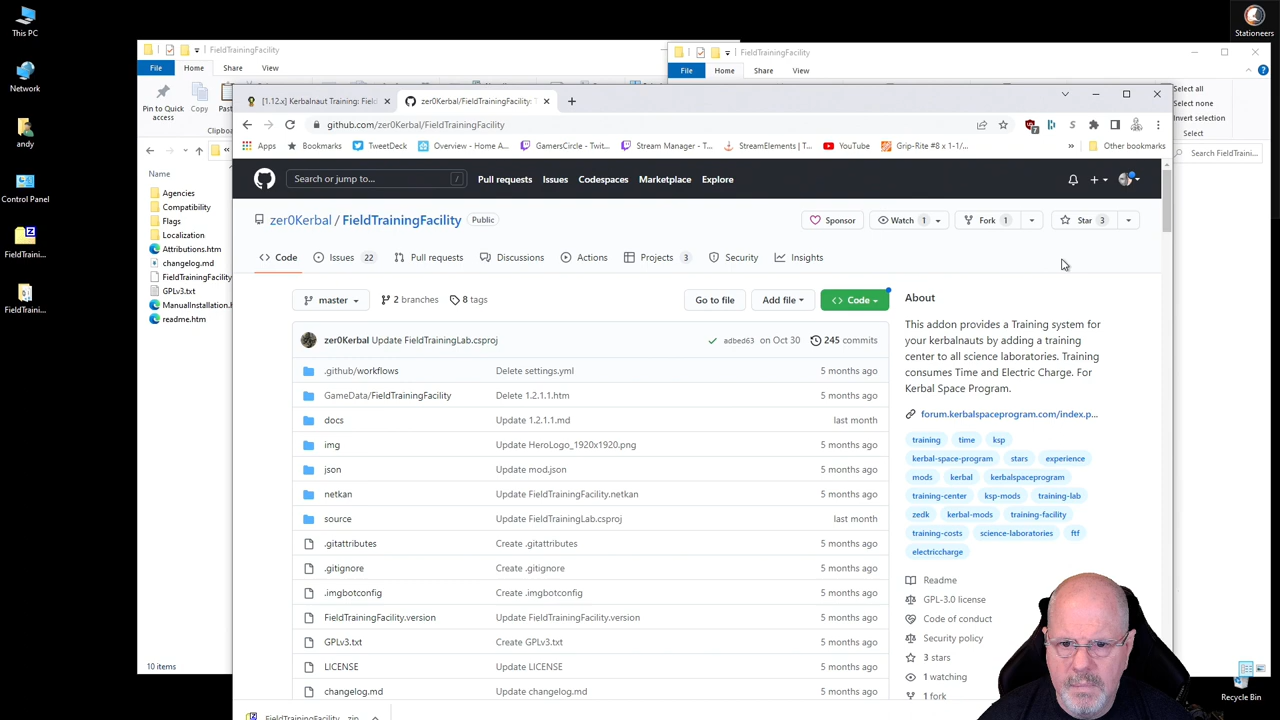 This PC
Network
andy
Control Panel
FieldTraini...
FieldTraini...
Stationeers
Recycle Bin
FieldTrainingFacility
File
Home
Share
View
Pin to Quick
access
Copy
Clipboa
Name
Agencies
Compatibility
Flags
Localization
Attributions.htm
changelog.md
FieldTrainingFacility
GPLv3.txt
ManualInstallation.h
readme.htm
10 items
FieldTrainingFacility
File
Home
Share
View
Select all
Select none
Invert selection
Select
Search FieldTraini...
[1.12.x] Kerbalnaut Training: Fiel
zer0Kerbal/FieldTrainingFacility: T
github.com/zer0Kerbal/FieldTrainingFacility
Apps
Bookmarks
TweetDeck
Overview - Home A...
GamersCircle - Twit...
Stream Manager - T...
StreamElements - T...
YouTube
Grip-Rite #8 x 1-1/...
»
Other bookmarks
Search or jump to...
/
Pull requests
Issues
Codespaces
Marketplace
Explore
zer0Kerbal / FieldTrainingFacility
Public
Sponsor
Watch 1
Fork 1
Star 3
Code
Issues 22
Pull requests
Discussions
Actions
Projects 3
Security
Insights
master
2 branches
8 tags
Go to file
Add file
Code
zer0Kerbal Update FieldTrainingLab.csproj
adbed63 on Oct 30
245 commits
.github/workflows Delete settings.yml 5 months ago
GameData/FieldTrainingFacility Delete 1.2.1.1.htm 5 months ago
docs Update 1.2.1.1.md last month
img Update HeroLogo_1920x1920.png 5 months ago
json Update mod.json 5 months ago
netkan Update FieldTrainingFacility.netkan 5 months ago
source Update FieldTrainingLab.csproj last month
.gitattributes Create .gitattributes 5 months ago
.gitignore Create .gitignore 5 months ago
.imgbotconfig Create .imgbotconfig 5 months ago
FieldTrainingFacility.version Update FieldTrainingFacility.version 5 months ago
GPLv3.txt Create GPLv3.txt 5 months ago
LICENSE Update LICENSE 5 months ago
changelog.md Update changelog.md 5 months ago
About
This addon provides a Training system for
your kerbalnauts by adding a training
center to all science laboratories. Training
consumes Time and Electric Charge. For
Kerbal Space Program.
forum.kerbalspaceprogram.com/index.p...
training time ksp
kerbal-space-program stars experience
mods kerbal kerbalspaceprogram
training-center ksp-mods training-lab
zedk kerbal-mods training-facility
training-costs science-laboratories ftf
electriccharge
Readme
GPL-3.0 license
Code of conduct
Security policy
3 stars
1 watching
1 fork
FieldTrainingFacility....zip